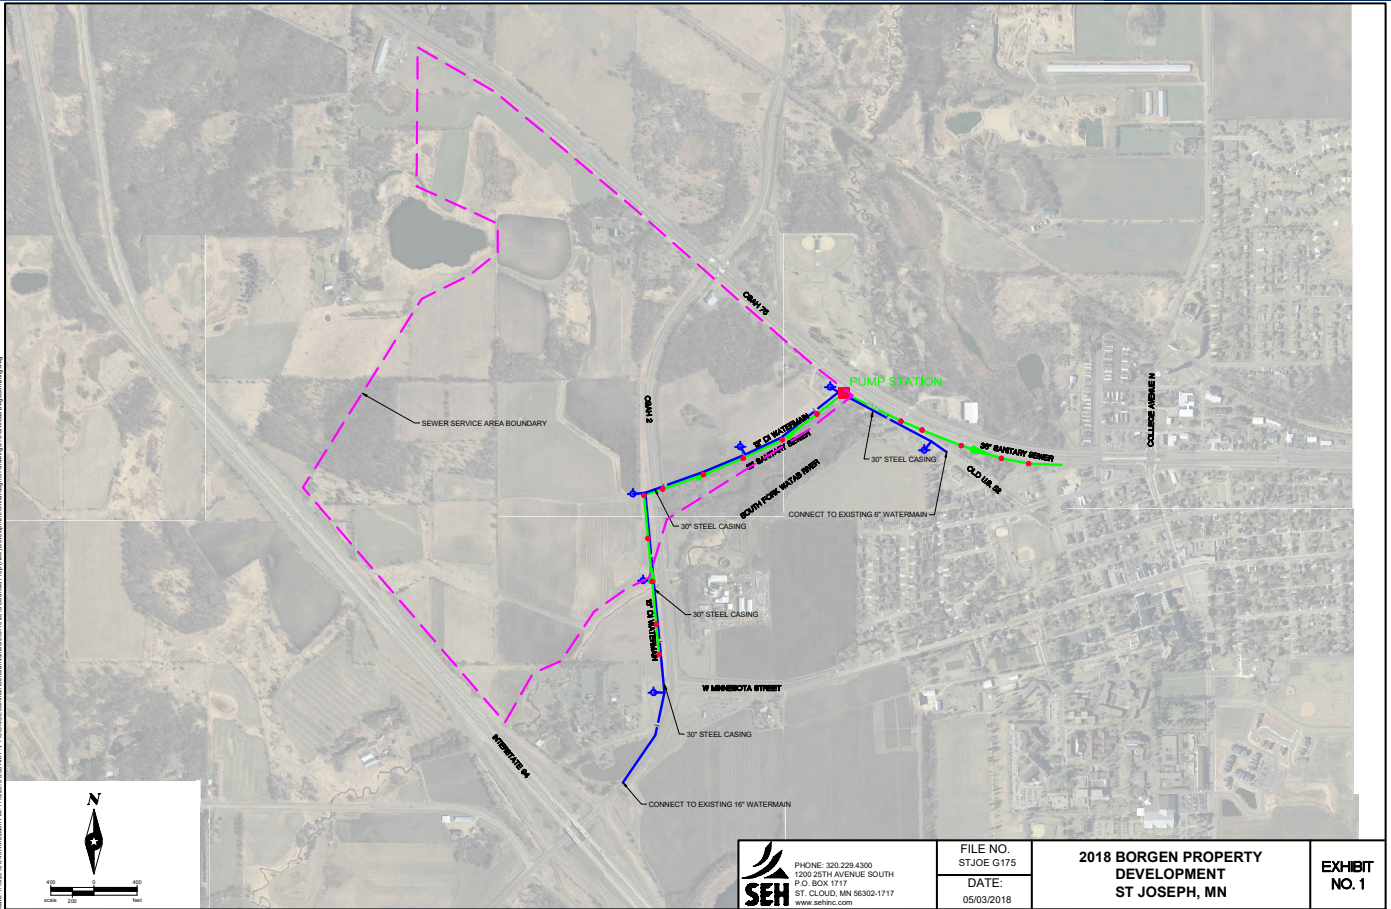 CSAH 75
PUMP STATION
COLLEGE AVENUE N
CSAH 2
SEWER SERVICE AREA BOUNDARY
DI WATERMAIN
SANITARY SEWER
30" STEEL CASING
SANITARY SEWER
OLD U.S. 52
SOUTH FORK WATAB RIVER
CONNECT TO EXISTING 6" WATERMAIN
30" STEEL CASING
30" STEEL CASING
DI WATERMAIN
W MINNESOTA STREET
30" STEEL CASING
INTERSTATE 94
CONNECT TO EXISTING 16" WATERMAIN
N
400 0 400
scale 200 feet
SEH
PHONE: 320.229.4300
1200 25TH AVENUE SOUTH
P.O. BOX 1717
ST. CLOUD, MN 56302-1717
www.sehinc.com
FILE NO.
STJOE G175
DATE:
05/03/2018
2018 BORGEN PROPERTY
DEVELOPMENT
ST JOSEPH, MN
EXHIBIT
NO. 1